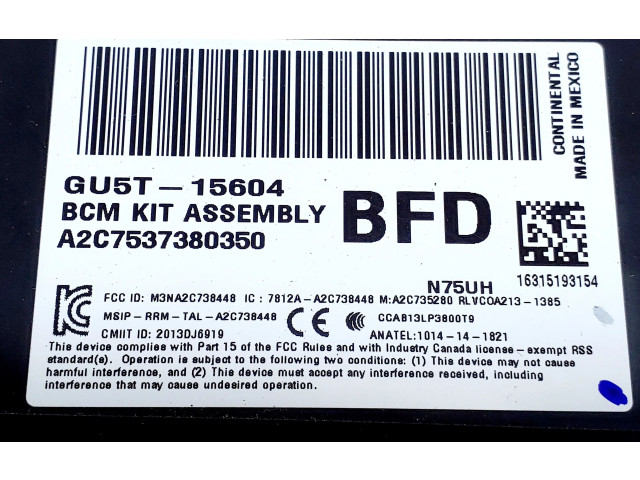 CONTINENTAL
MADE IN MEXICO
GU5T-15604
BCM KIT ASSEMBLY
A2C7537380350
BFD
N75UH
16315193154
FCC ID: M3NA2C738448 IC: 7812A-A2C738448 M:A2C735280 RLVCOA213-1385
MSIP-RRM-TAL-A2C738448
CE
CCAB13LP3800T9
CMIIT ID: 2013DJ6919
ANATEL:1014-14-1821
This device complies with Part 15 of the FCC Rules and with Industry Canada license-exempt RSS
standard(s). Operation is subject to the following two conditions: (1) This device may not cause
harmful interference, and (2) This device must accept any interference received, including
interference that may cause undesired operation.